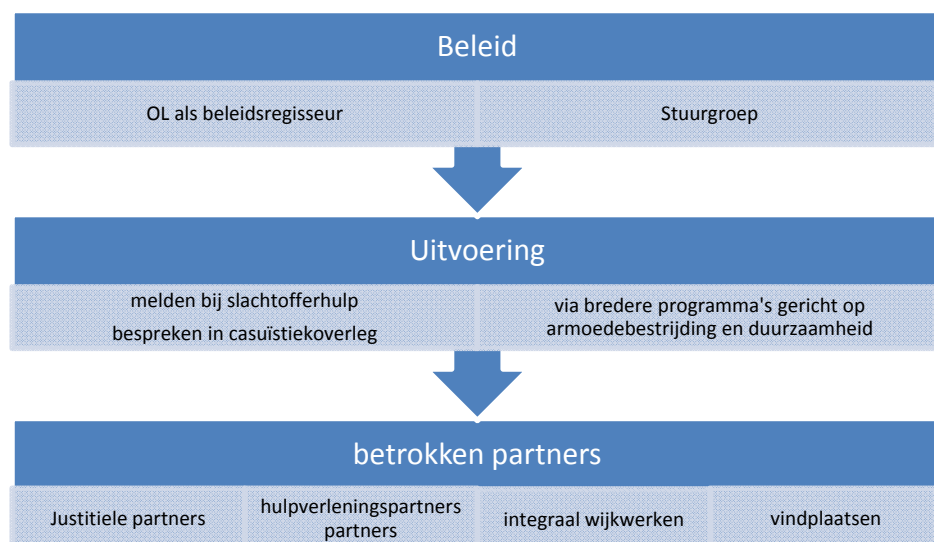 Beleid
OL als beleidsregisseur
Stuurgroep
Uitvoering
melden bij slachtofferhulp
bespreken in casuïstiekoverleg
via bredere programma's gericht op
armoedebestrijding en duurzaamheid
betrokken partners
Justitiele partners
hulpverleningspartners
partners
integraal wijkwerken
vindplaatsen